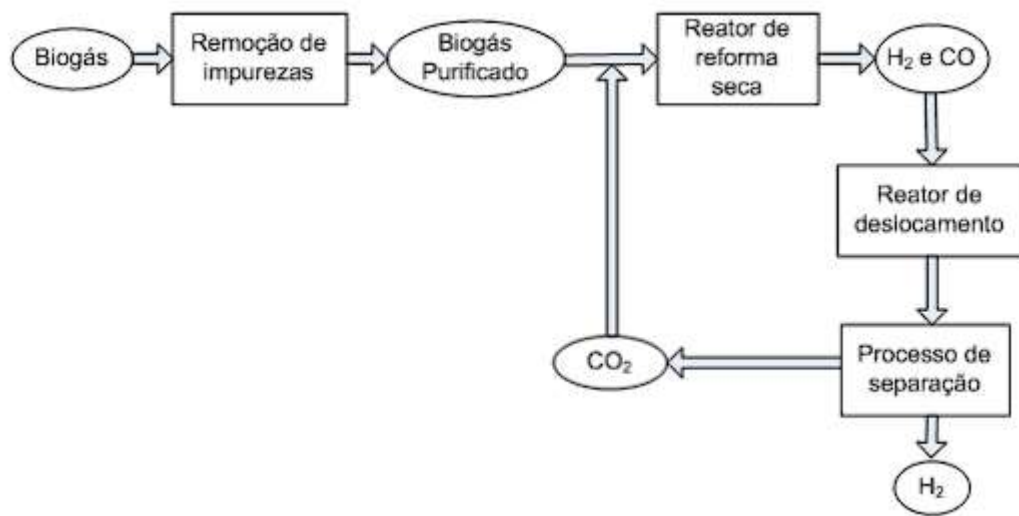 Biogás
Remoção de
impurezas
Biogás
Purificado
Reator de
reforma
seca
H₂ e CO
Reator de
deslocamento
Processo de
separação
CO₂
H₂